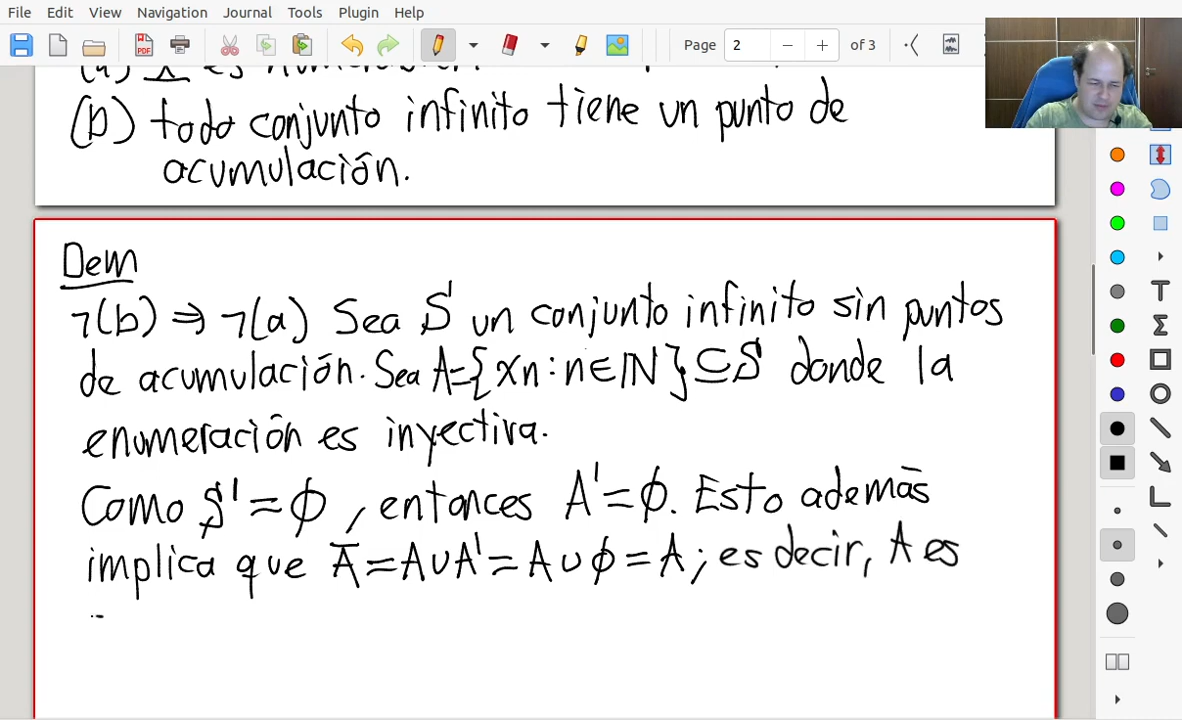 File Edit View Navigation Journal Tools Plugin Help
Page 2 of 3
(b) todo conjunto infinito tiene un punto de
acumulación.
Dem
¬(b) ⇒ ¬(a) Sea S un conjunto infinito sin puntos
de acumulación. Sea A={xn : n∈ℕ}⊆S donde la
enumeración es inyectiva.
Como S'=∅, entonces A'=∅. Esto además
implica que A̅=A∪A'=A∪∅=A; es decir, A es